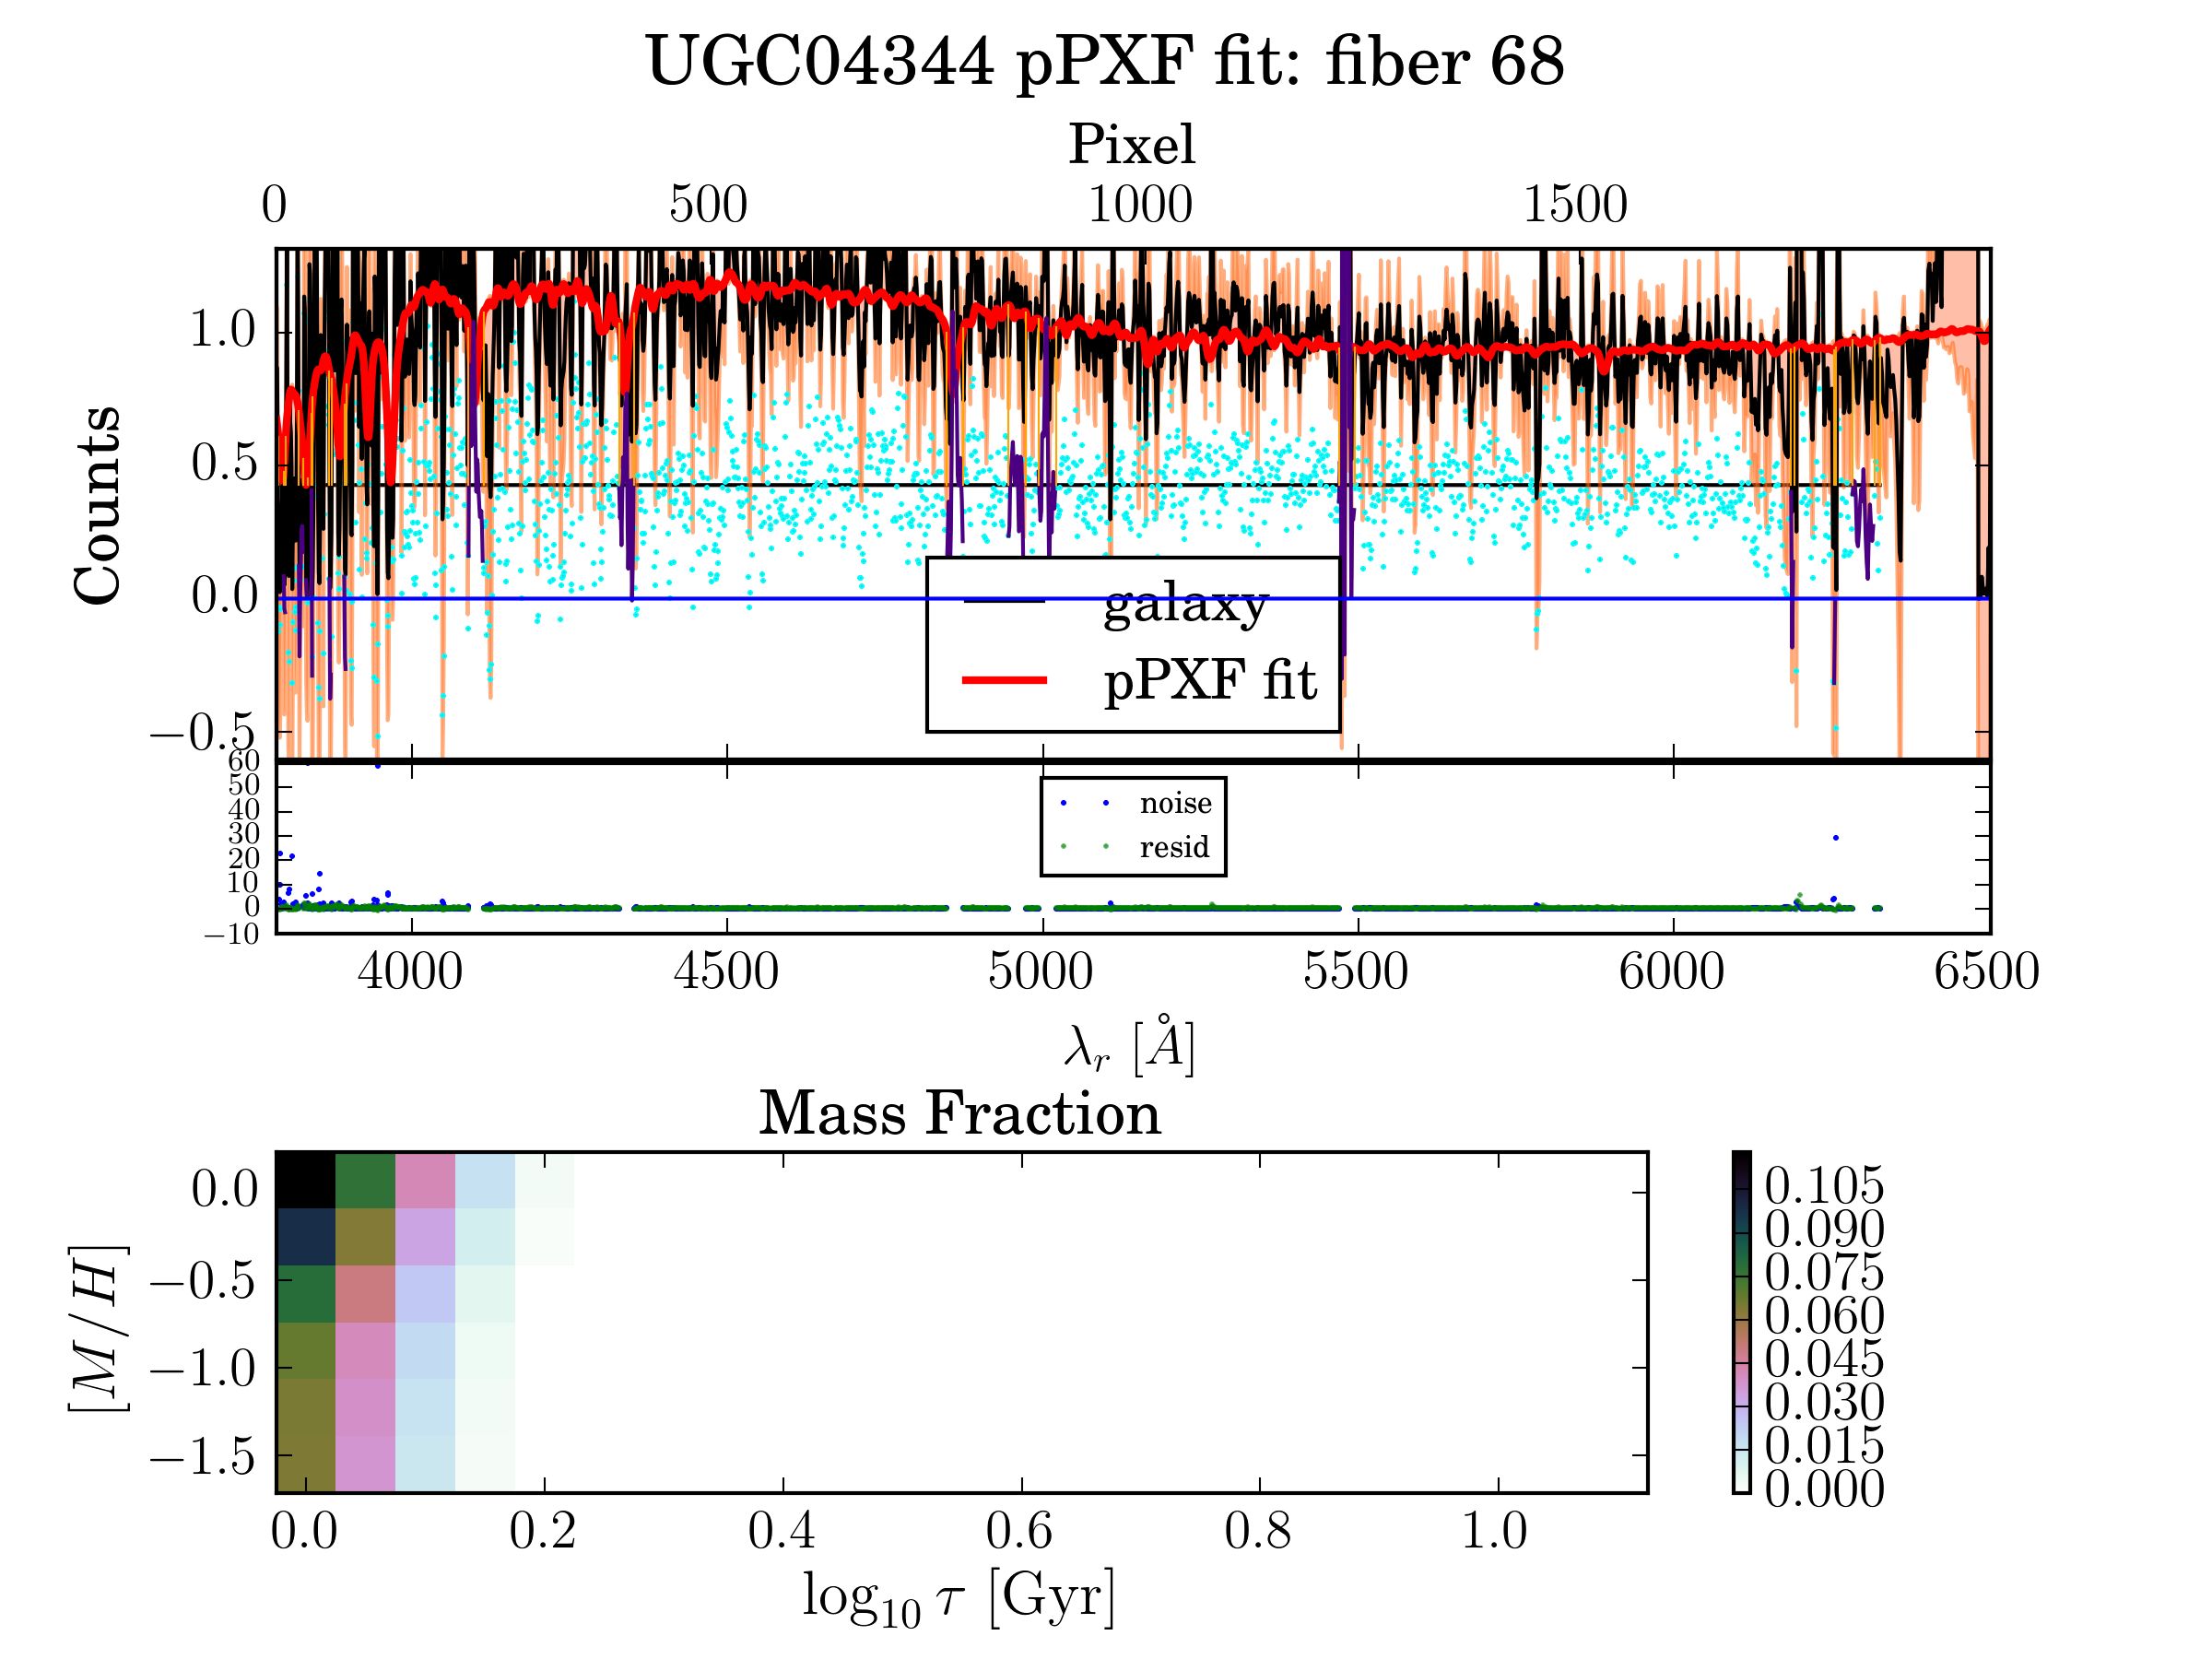 UGC04344 pPXF fit: fiber 68
Pixel
0 500 1000 1500
1.0
0.5
0.0
−0.5
Counts
galaxy
pPXF fit
60
50
40
30
20
10
0
−10
noise
resid
4000 4500 5000 5500 6000 6500
λr [Å]
Mass Fraction
0.0
−0.5
−1.0
−1.5
[M/H]
0.105
0.090
0.075
0.060
0.045
0.030
0.015
0.000
0.0 0.2 0.4 0.6 0.8 1.0
log10 τ [Gyr]